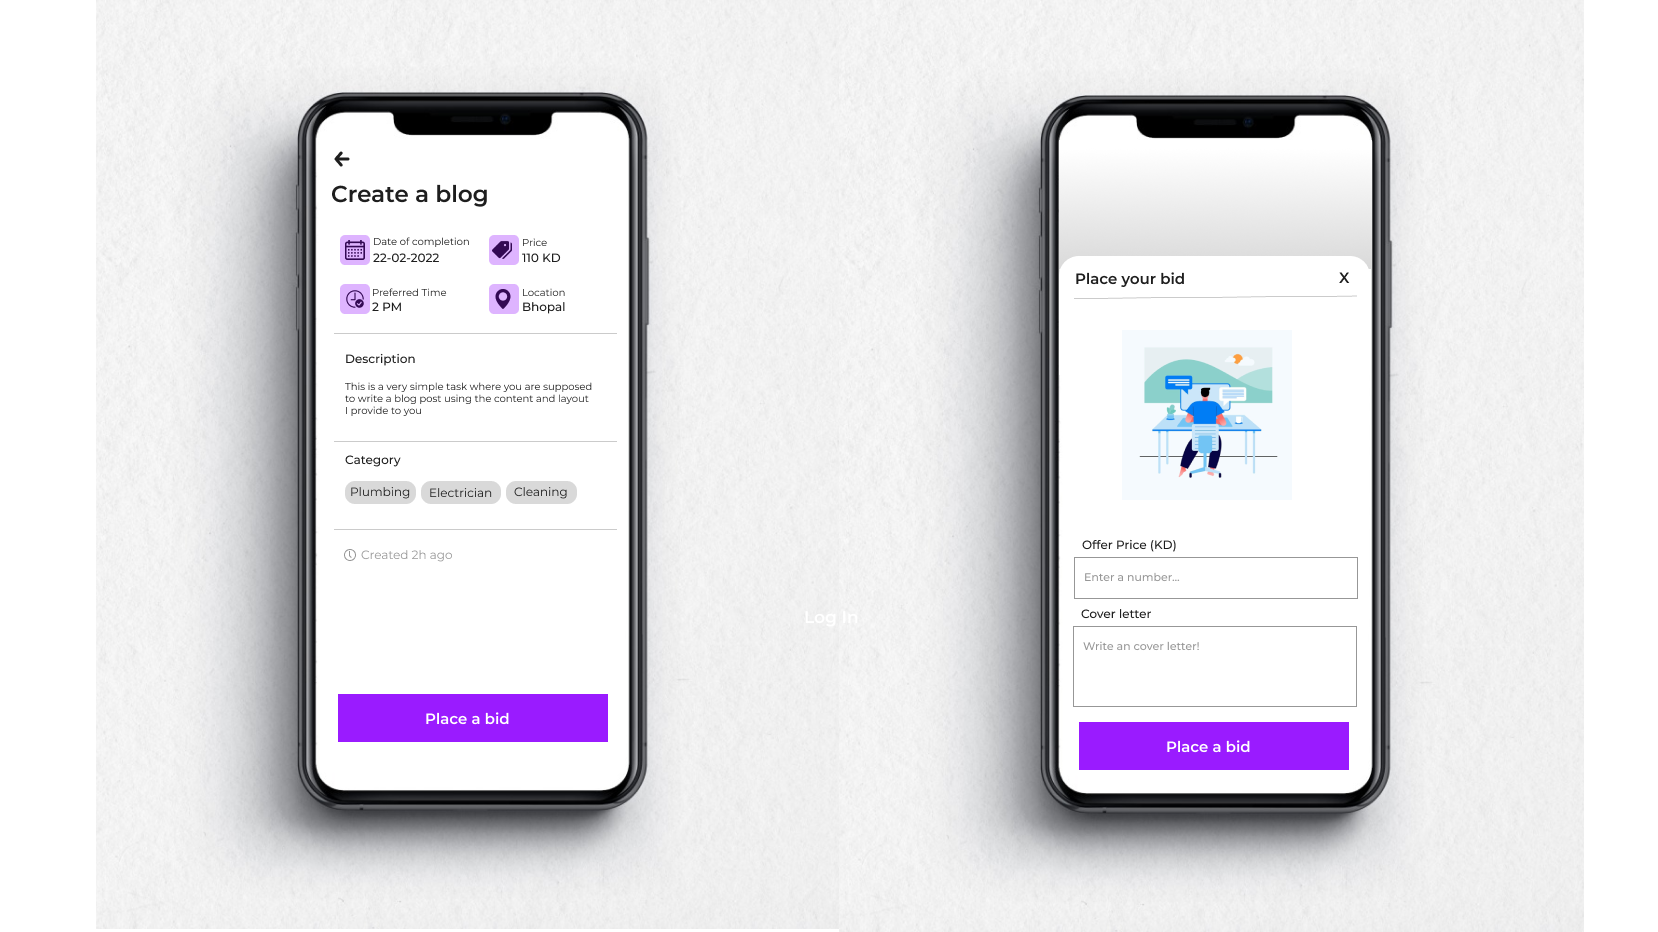 Create a blog
Date of completion
22-02-2022
Price
110 KD
Preferred Time
2 PM
Location
Bhopal
Description
This is a very simple task where you are supposed
to write a blog post using the content and layout
I provide to you
Category
Plumbing
Electrician
Cleaning
Created 2h ago
Place a bid
Log In
Place your bid
X
Offer Price (KD)
Enter a number...
Cover letter
Write an cover letter!
Place a bid